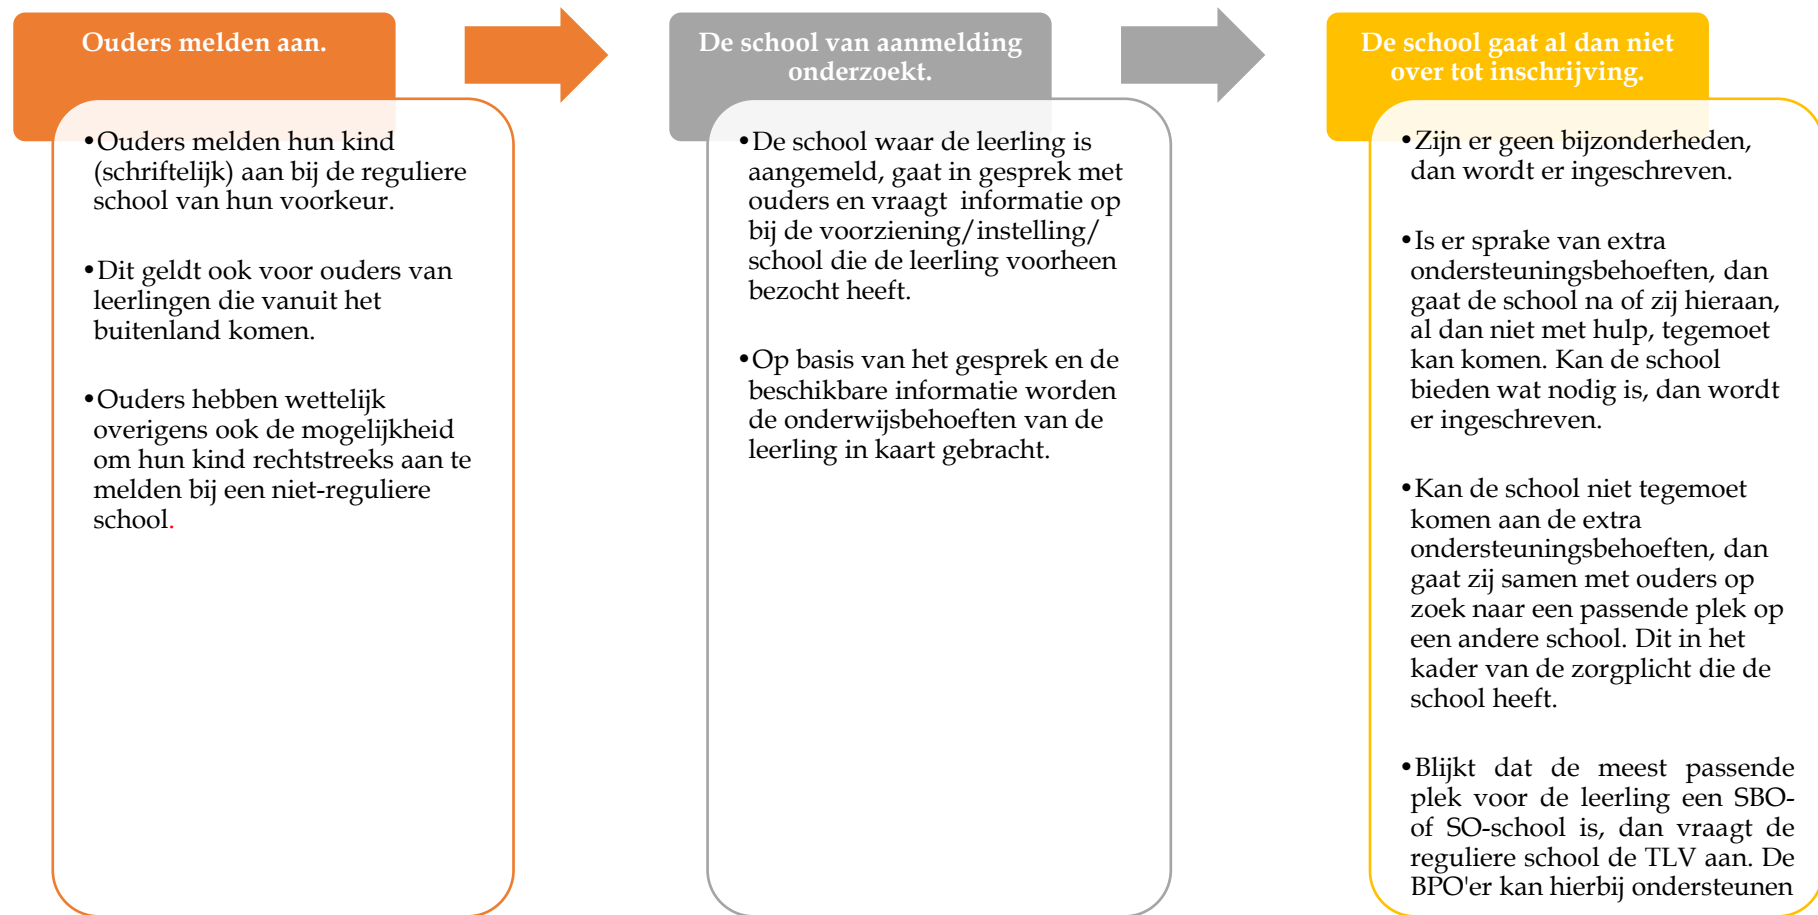 Ouders melden aan.
•Ouders melden hun kind
(schriftelijk) aan bij de reguliere
school van hun voorkeur.
•Dit geldt ook voor ouders van
leerlingen die vanuit het
buitenland komen.
•Ouders hebben wettelijk
overigens ook de mogelijkheid
om hun kind rechtstreeks aan te
melden bij een niet-reguliere
school.
De school van aanmelding
onderzoekt.
•De school waar de leerling is
aangemeld, gaat in gesprek met
ouders en vraagt informatie op
bij de voorziening/instelling/
school die de leerling voorheen
bezocht heeft.
•Op basis van het gesprek en de
beschikbare informatie worden
de onderwijsbehoeften van de
leerling in kaart gebracht.
De school gaat al dan niet
over tot inschrijving.
•Zijn er geen bijzonderheden,
dan wordt er ingeschreven.
•Is er sprake van extra
ondersteuningsbehoeften, dan
gaat de school na of zij hieraan,
al dan niet met hulp, tegemoet
kan komen. Kan de school
bieden wat nodig is, dan wordt
er ingeschreven.
•Kan de school niet tegemoet
komen aan de extra
ondersteuningsbehoeften, dan
gaat zij samen met ouders op
zoek naar een passende plek op
een andere school. Dit in het
kader van de zorgplicht die de
school heeft.
•Blijkt dat de meest passende
plek voor de leerling een SBO-
of SO-school is, dan vraagt de
reguliere school de TLV aan. De
BPO'er kan hierbij ondersteunen